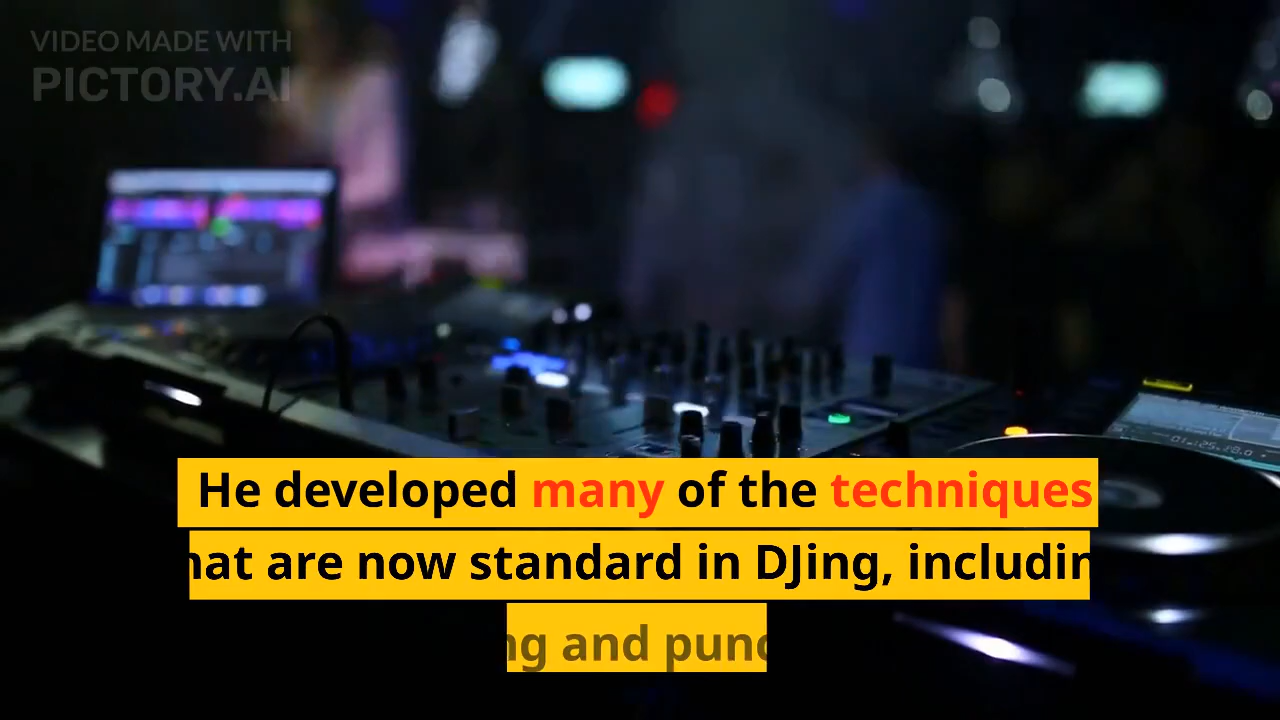 VIDEO MADE WITH
PICTORY.AI
He developed many of the techniques
hat are now standard in DJing, includin
ng and punc